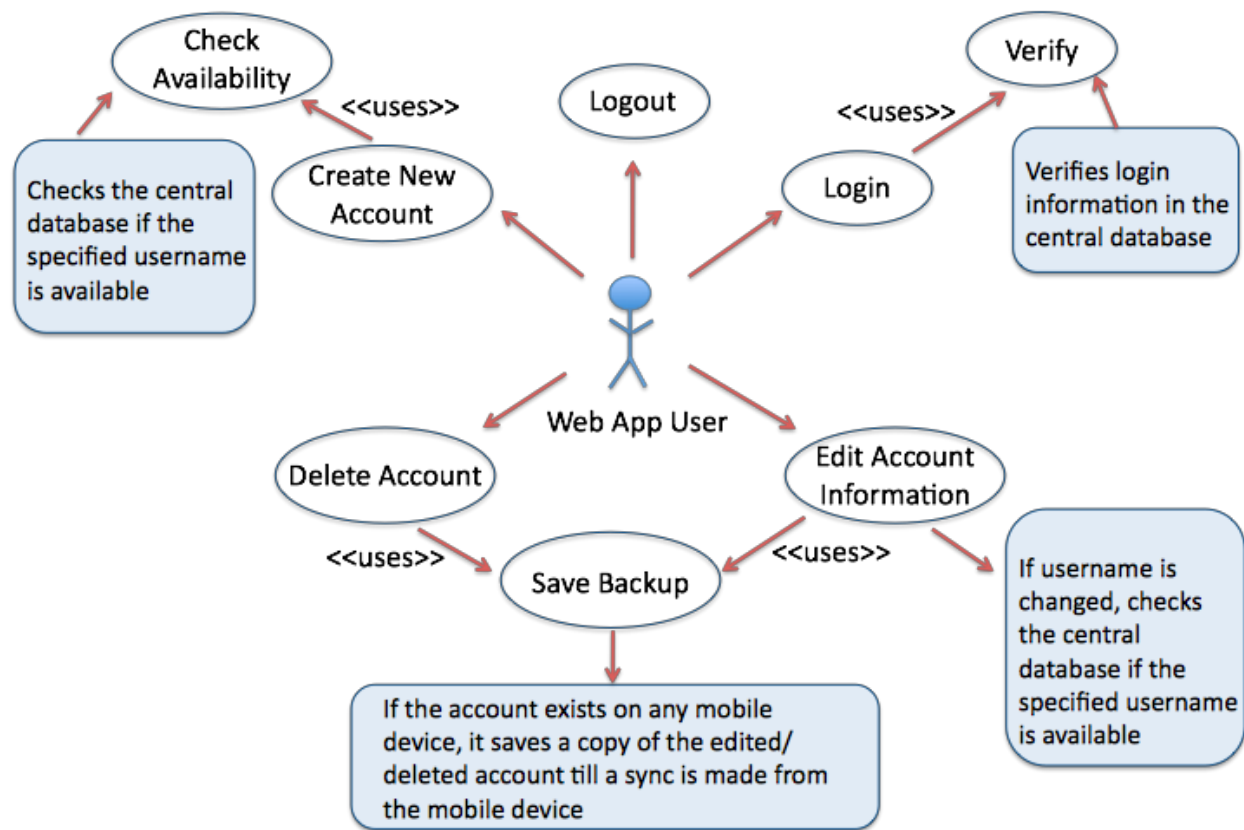 Check
Availability
<<uses>>
Logout
Verify
<<uses>>
Create New
Account
Login
Checks the central
database if the
specified username
is available
Verifies login
information in the
central database
Web App User
Delete Account
Edit Account
Information
<<uses>>
<<uses>>
Save Backup
If username is
changed, checks
the central
database if the
specified username
is available
If the account exists on any mobile
device, it saves a copy of the edited/
deleted account till a sync is made from
the mobile device